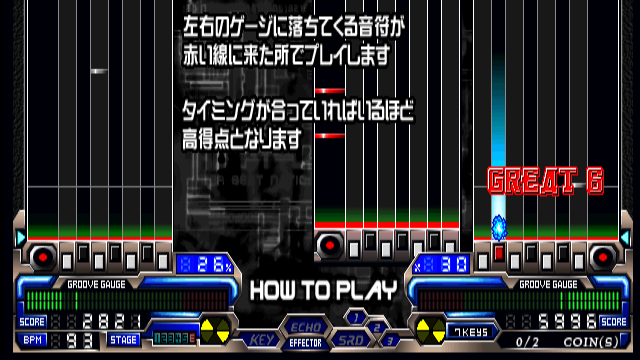 左右のゲージに落ちてくる音符が
赤い線に来た所でプレイします
タイミングが合っていればいるほど
高得点となります
GREAT 6
26%
HOW TO PLAY
30
GROOVE GAUGE
GROOVE GAUGE
SCORE 2821
5996 SCORE
BPM 93
STAGE
123456
KEY
ECHO
EFFECTOR
SRD
1
2
3
7KEYS
0/2 COIN(S)